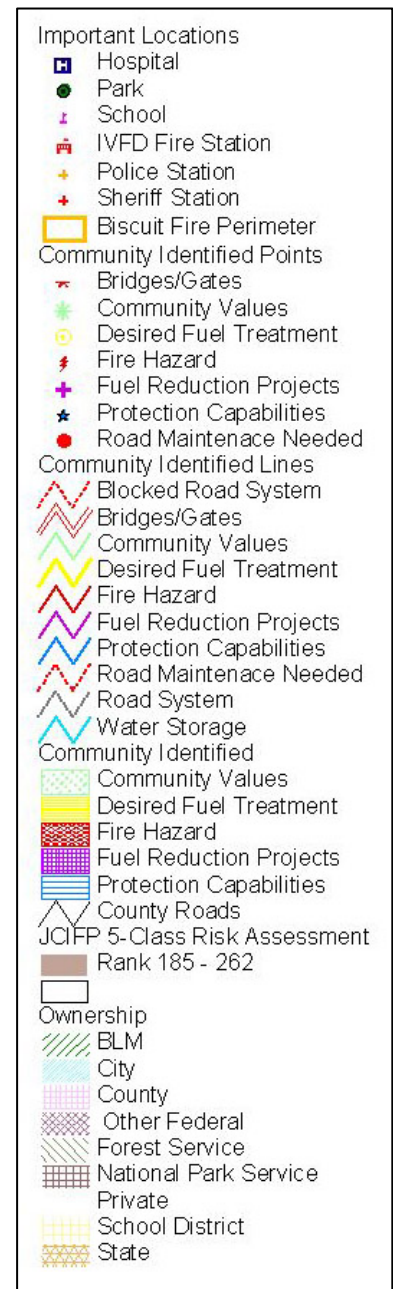 Important Locations
Hospital
Park
School
IVFD Fire Station
Police Station
Sheriff Station
Biscuit Fire Perimeter
Community Identified Points
Bridges/Gates
Community Values
Desired Fuel Treatment
Fire Hazard
Fuel Reduction Projects
Protection Capabilities
Road Maintenace Needed
Community Identified Lines
Blocked Road System
Bridges/Gates
Community Values
Desired Fuel Treatment
Fire Hazard
Fuel Reduction Projects
Protection Capabilities
Road Maintenace Needed
Road System
Water Storage
Community Identified
Community Values
Desired Fuel Treatment
Fire Hazard
Fuel Reduction Projects
Protection Capabilities
County Roads
JCIFP 5-Class Risk Assessment
Rank 185 - 262
Ownership
BLM
City
County
Other Federal
Forest Service
National Park Service
Private
School District
State